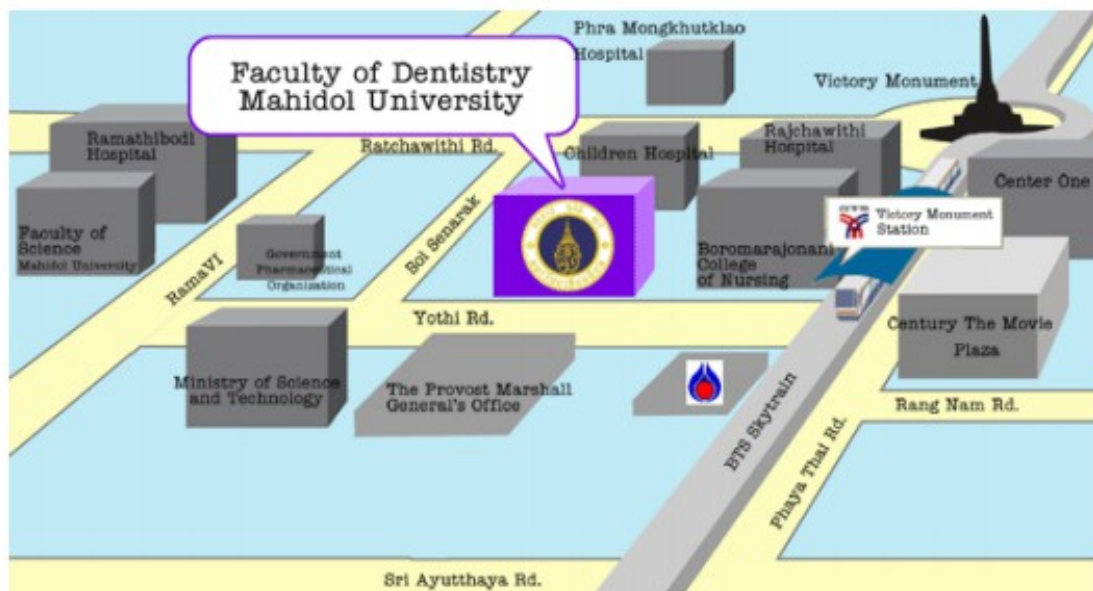 Phra Mongkhutklao
Hospital
Faculty of Dentistry
Mahidol University
Victory Monument
Ramathibodi
Hospital
Ratchawithi Rd.
Children Hospital
Rajchawithi
Hospital
Center One
Victory Monument
Station
Faculty of
Science
Mahidol University
Soi Senarak
Government
Pharmaceutical
Organization
Boromarajonani
College
of Nursing
RamaVI
Yothi Rd.
Century The Movie
Plaza
Ministry of Science
and Technology
The Provost Marshall
General's Office
Rang Nam Rd.
BTS Skytrain
Phaya Thai Rd.
Sri Ayutthaya Rd.